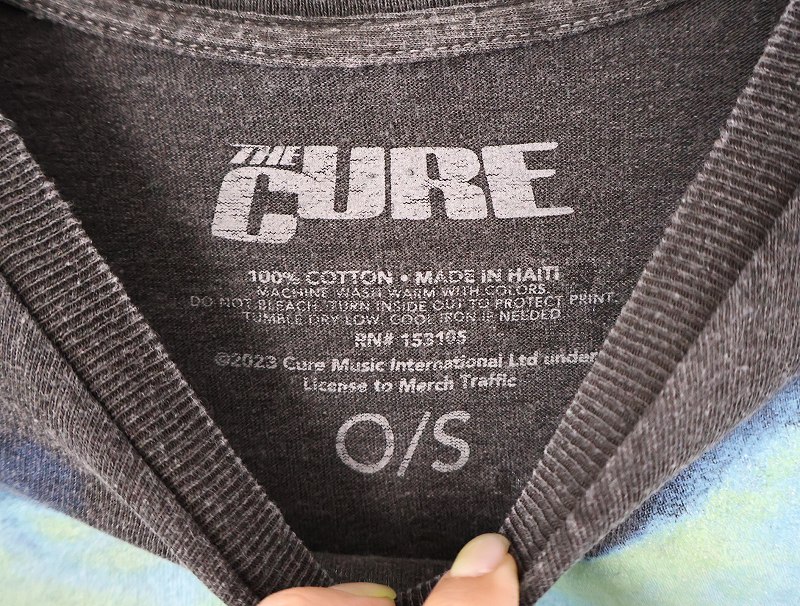 THE
CURE
100% COTTON • MADE IN HAITI
MACHINE WASH WARM WITH COLORS
DO NOT BLEACH. TURN INSIDE OUT TO PROTECT PRINT.
TUMBLE DRY LOW. COOL IRON IF NEEDED
RN# 153105
©2023 Cure Music International Ltd under
License to Merch Traffic
O/S